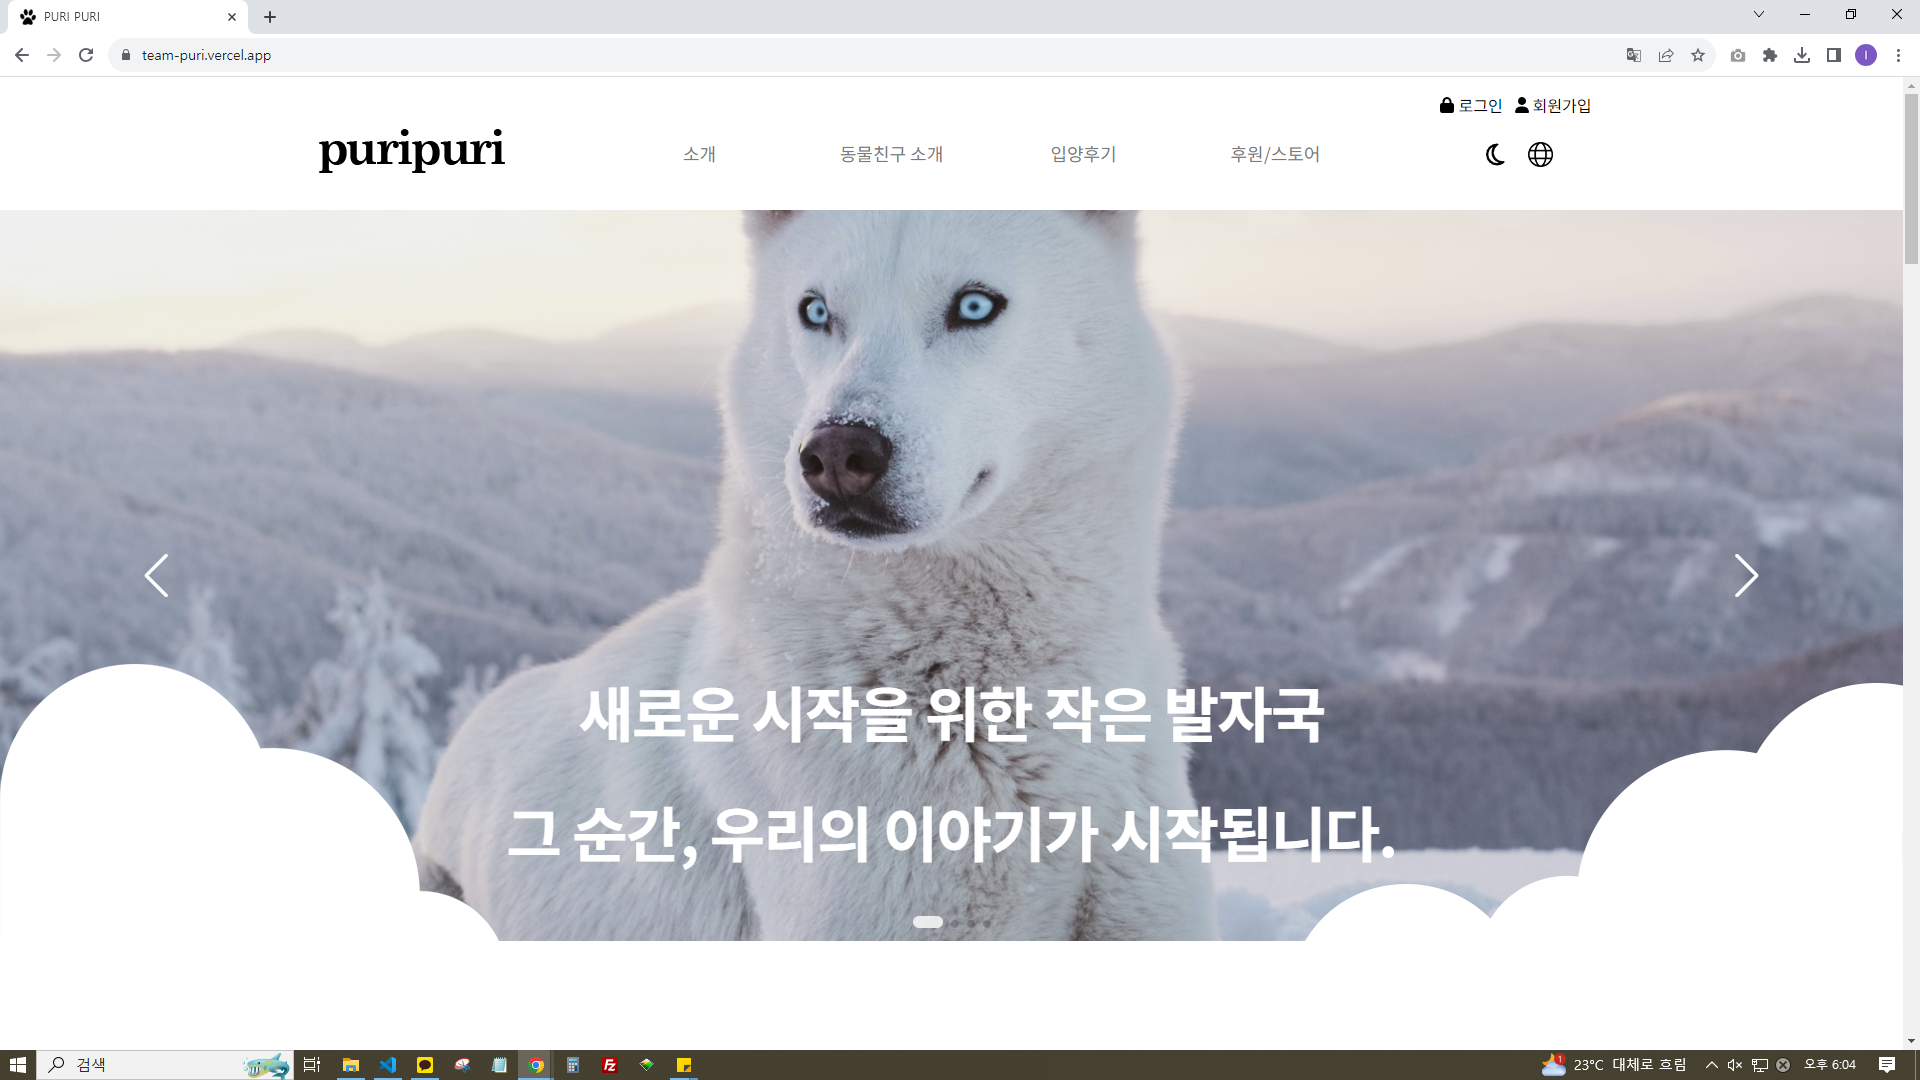 PURI PURI
team-puri.vercel.app
I
로그인 회원가입
puripuri
소개 동물친구 소개 입양후기 후원/스토어
새로운 시작을 위한 작은 발자국
그 순간, 우리의 이야기가 시작됩니다.
검색
Fz
1
23°C 대체로 흐림
오후 6:04